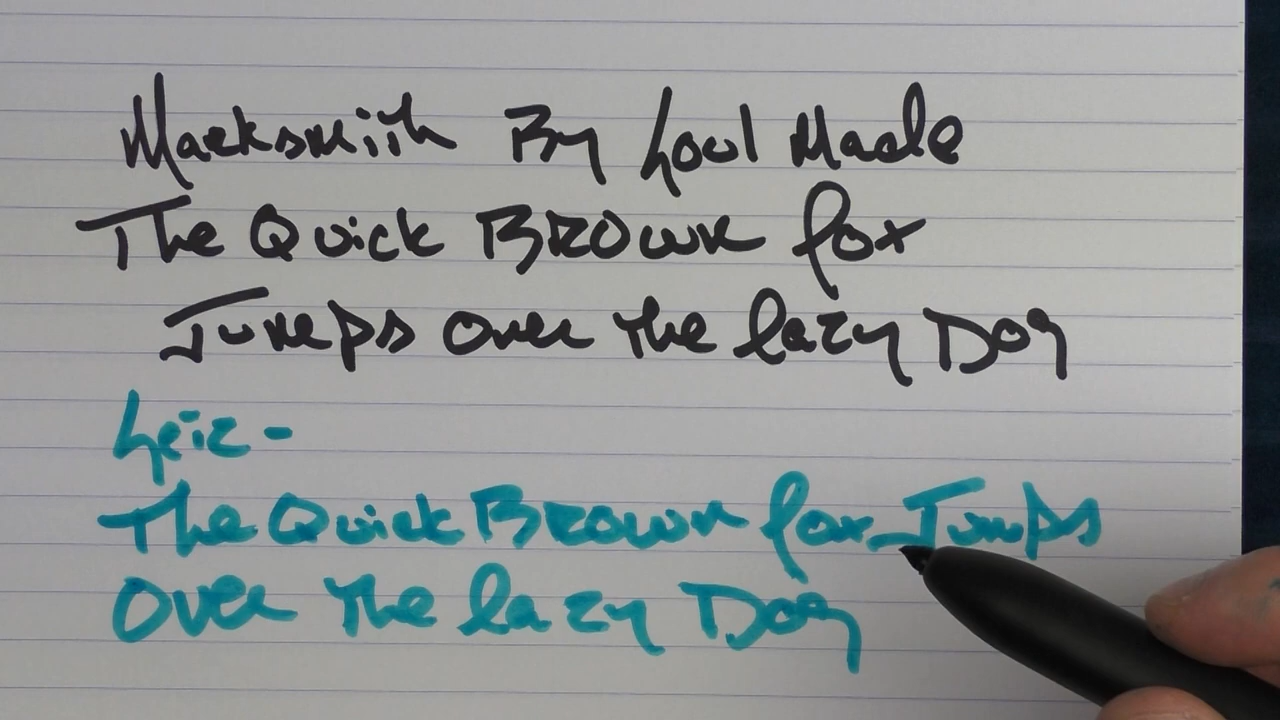 Marksmith By Made
The Quick BROWN fox
Jumps over the lazy Dog
The Quick BROWN fox Jumps
Over The lazy Dog